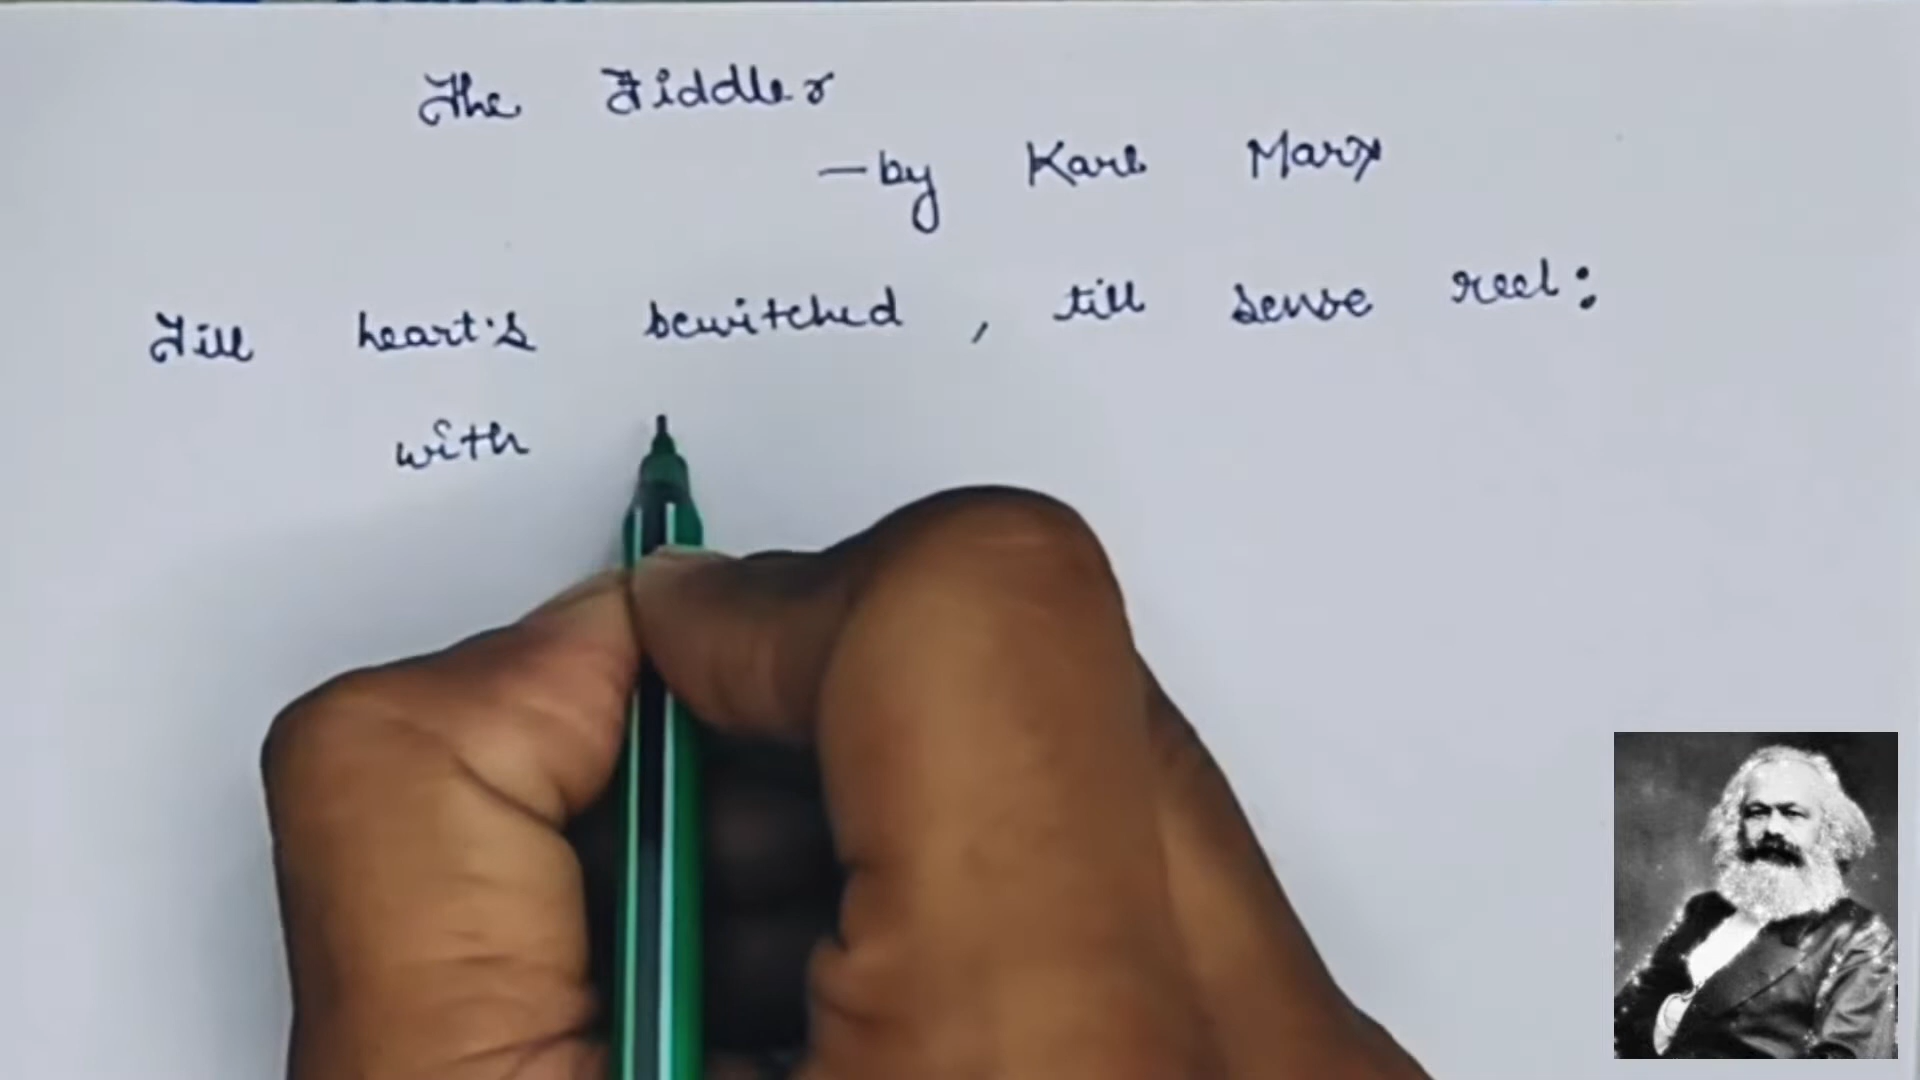 The Fiddler
—by Karl Marx
Till heart's bewitched, till sense reel:
with